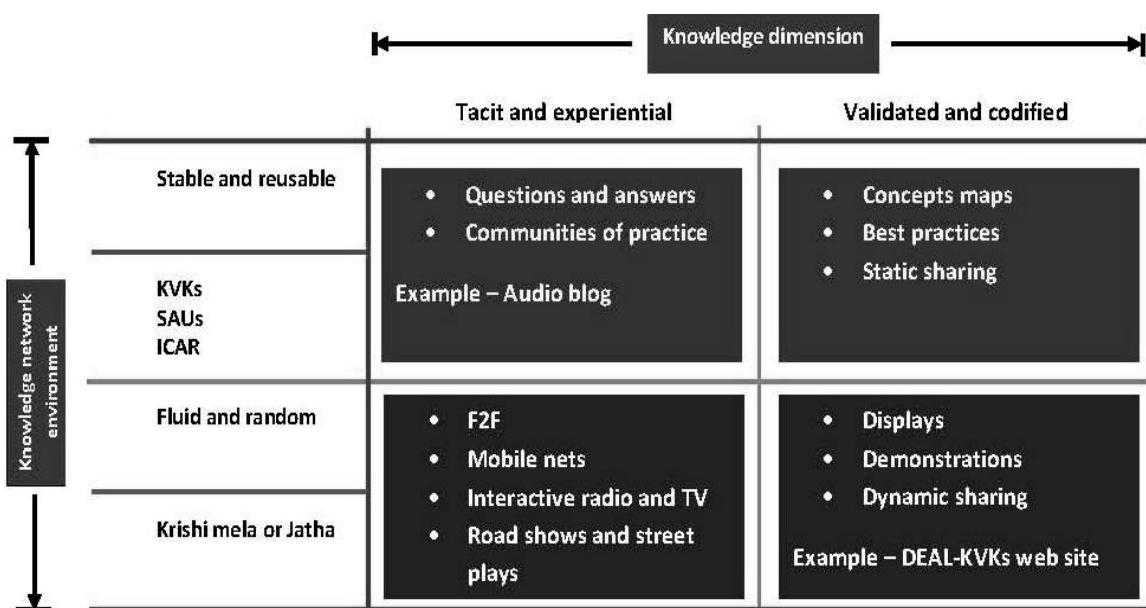 Knowledge dimension
Tacit and experiential
Validated and codified
Knowledge network
environment
Stable and reusable
KVKs
SAUs
ICAR
• Questions and answers
• Communities of practice
Example – Audio blog
• Concepts maps
• Best practices
• Static sharing
Fluid and random
Krishi mela or Jatha
• F2F
• Mobile nets
• Interactive radio and TV
• Road shows and street
plays
• Displays
• Demonstrations
• Dynamic sharing
Example – DEAL-KVKs web site